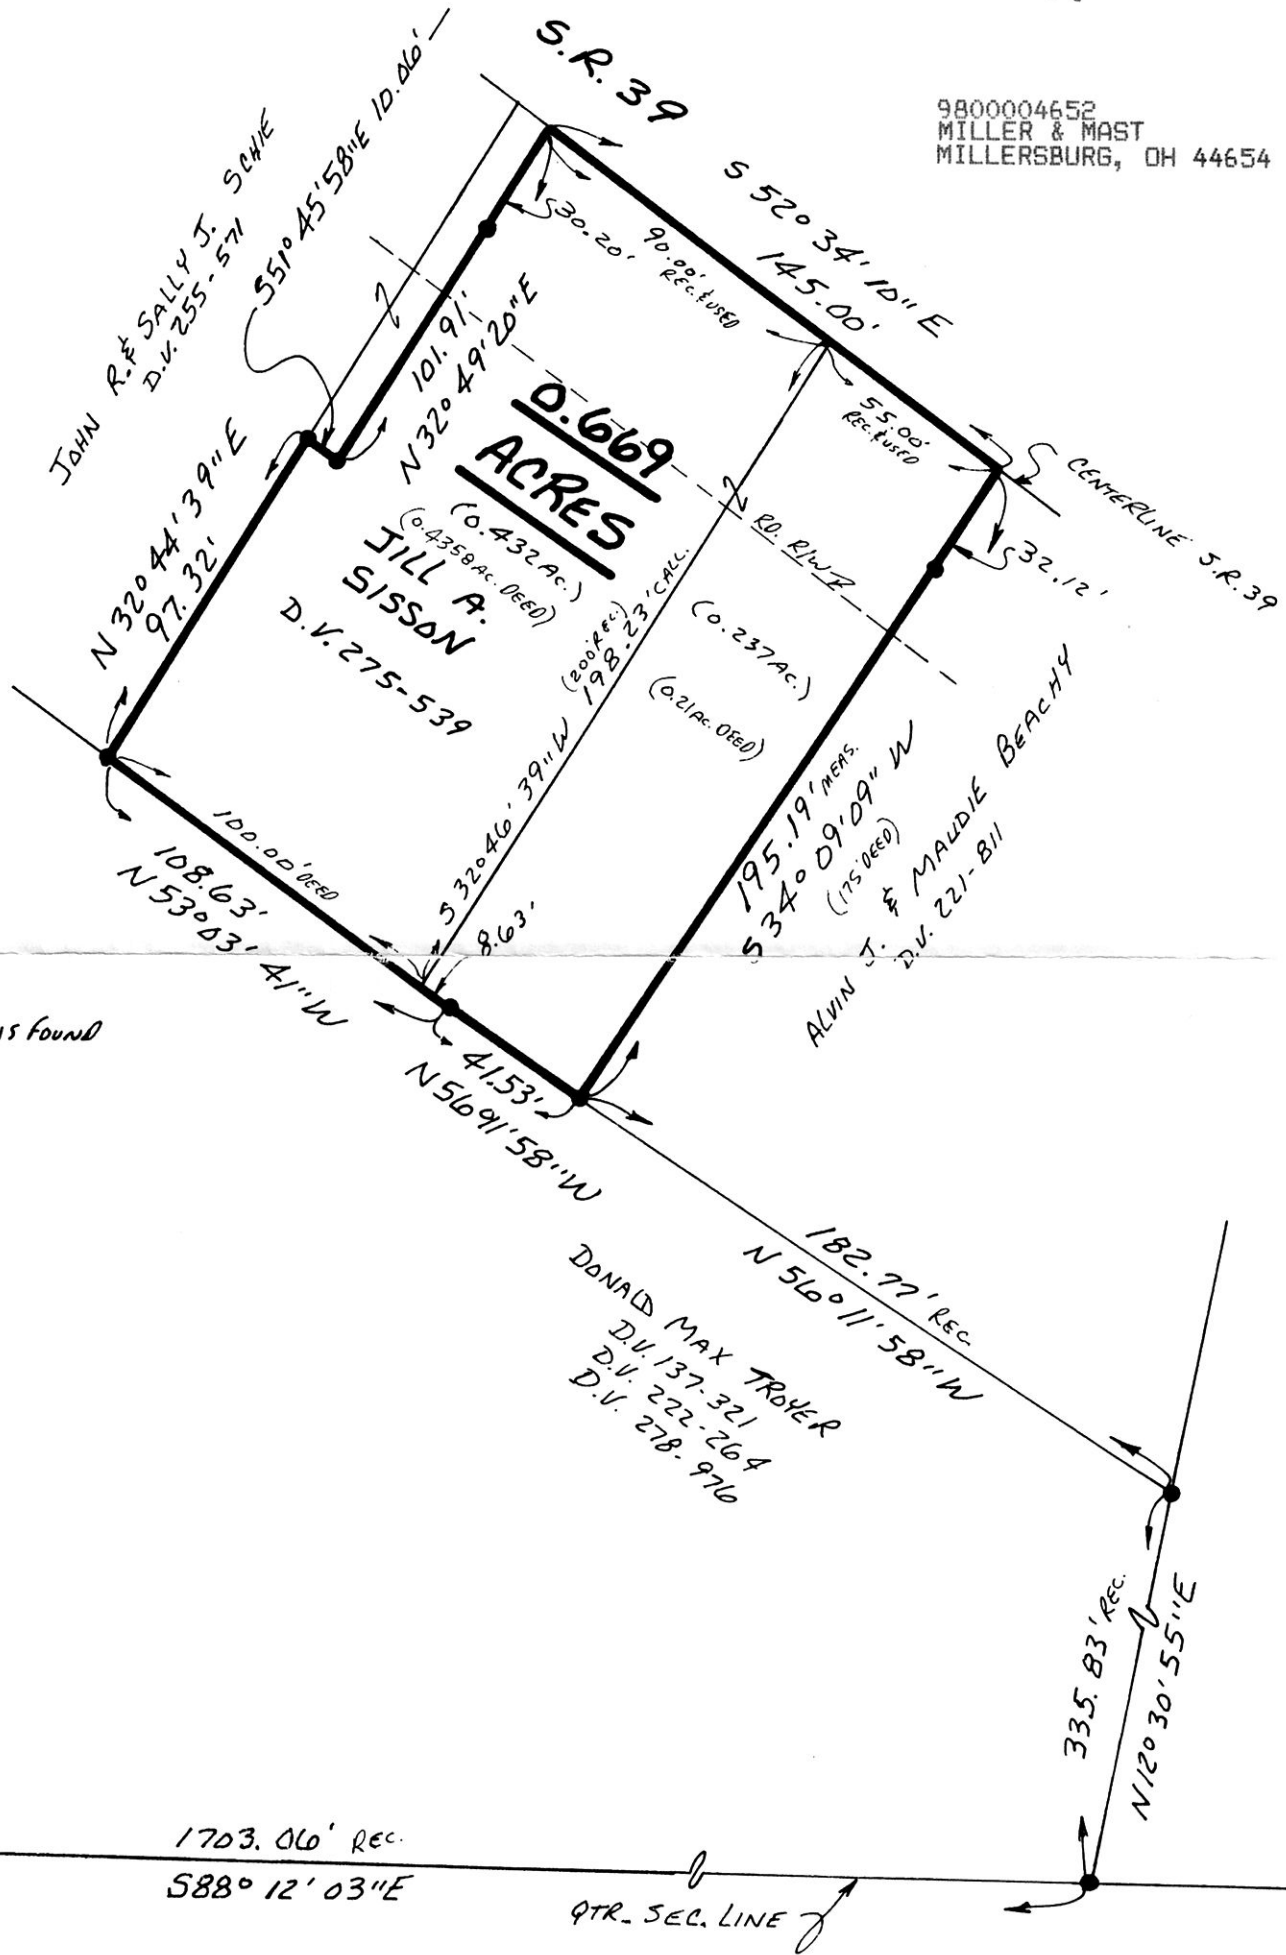 9800004652
MILLER & MAST
MILLERSBURG, OH 44654
S.R. 39
S 52° 34' 10" E
145.00'
90.00'
REC. & USED
55.00'
REC. & USED
JOHN R. & SALLY J. SCHIE
D.V. 255-571
S51° 45' 58"E 10.06'
30.20'
101.91'
N 32° 49' 20"E
N 32° 44' 39" E
97.32'
0.669
ACRES
(0.432 AC.)
(0.4358 AC. DEED)
JILL A.
SISSON
D.V. 275-539
RD. R/W
CENTERLINE S.R. 39
32.12'
(200' REC.)
198.23' CALC.
S 32° 46' 39" W
(0.237 AC.)
(0.21 AC. DEED)
195.19' MEAS.
S 34° 09' 09" W
(175' DEED)
ALVIN J. & MAUDIE BEACHY
D.V. 221-811
100.00' DEED
108.63'
N 53° 03' 41" W
8.63'
IS FOUND
41.53'
N 56° 11' 58" W
182.77' REC.
N 56° 11' 58" W
DONALD MAX TROYER
D.V. 137-321
D.V. 222-264
D.V. 278-976
335.83' REC.
N 12° 30' 55" E
1703.06' REC.
S88° 12' 03"E
QTR. SEC. LINE